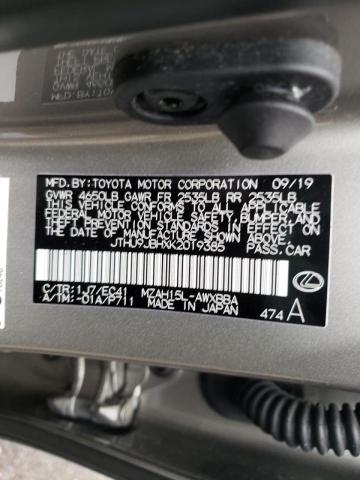 MFD.BY:TOYOTA MOTOR CORPORATION 09/19
GVWR 4650LB GAWR FR 2535LB RR 2535LB
THIS VEHICLE CONFORMS TO ALL APPLICABLE
FEDERAL MOTOR VEHICLE SAFETY, BUMPER, AND
THEFT PREVENTION STANDARDS IN EFFECT ON
THE DATE OF MANUFACTURE SHOWN ABOVE.
JTHU9JBHXK2019385 PASS.CAR
C/TR:1J7/EC41 MZAH15L-AWXBBA
A/TM:-01A/P711 MADE IN JAPAN
474 A